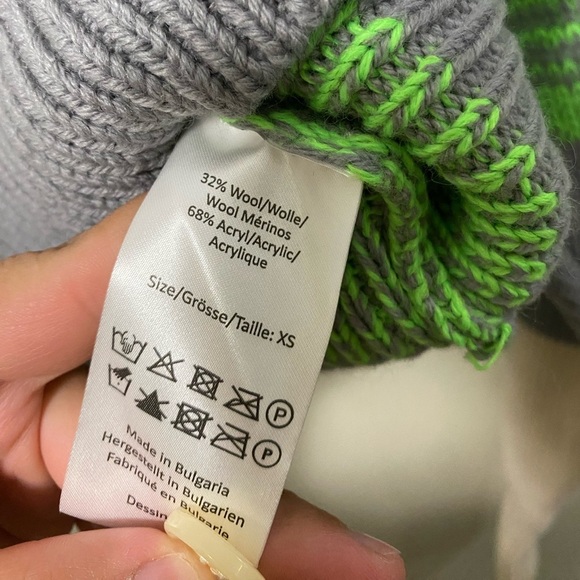 32% Wool/Wolle/
Wool Mérinos
68% Acryl/Acrylic/
Acrylique
Size/Grösse/Taille: XS
P
P
Made in Bulgaria
Hergestellt in Bulgarien
Fabriqué en Bulgarie